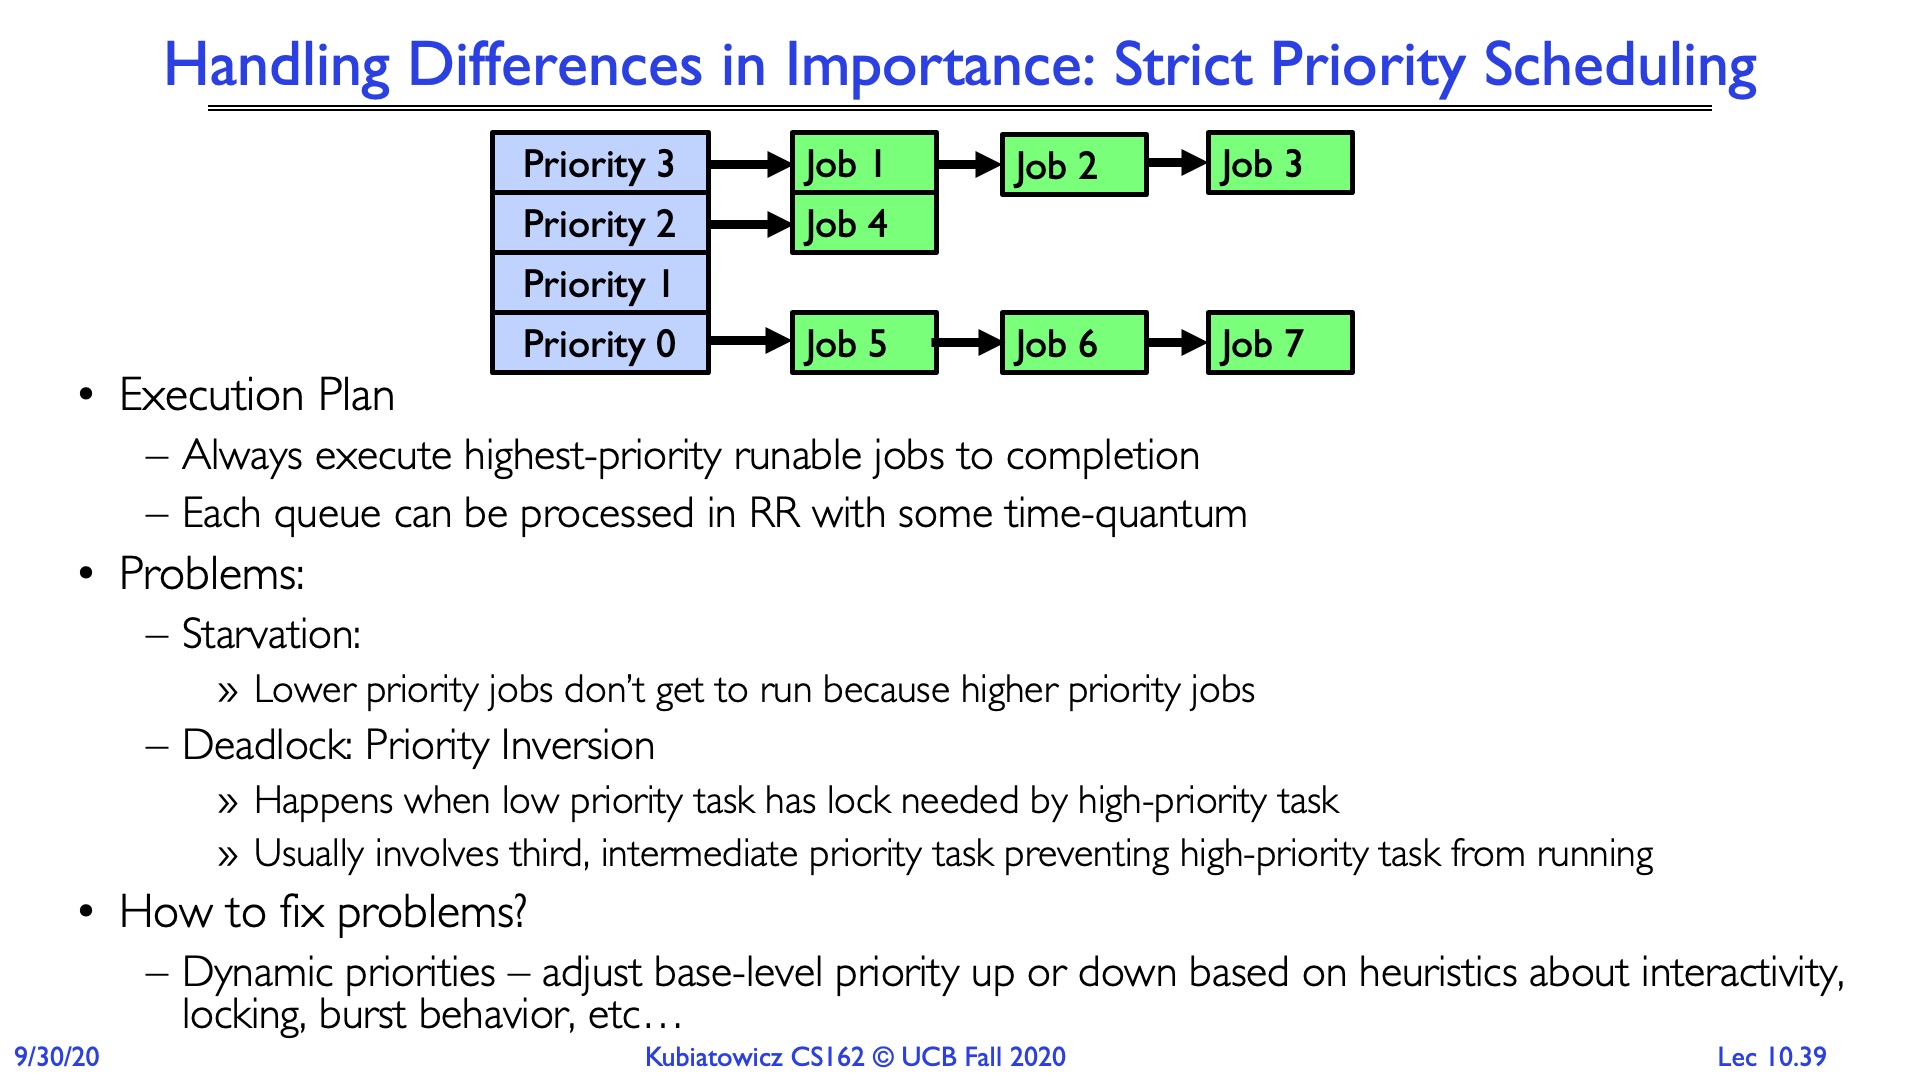 Handling Differences in Importance: Strict Priority Scheduling
Priority 3 Job 1 Job 2 Job 3
Priority 2 Job 4
Priority 1
Priority 0 Job 5 Job 6 Job 7
• Execution Plan
– Always execute highest-priority runable jobs to completion
– Each queue can be processed in RR with some time-quantum
• Problems:
– Starvation:
» Lower priority jobs don’t get to run because higher priority jobs
– Deadlock: Priority Inversion
» Happens when low priority task has lock needed by high-priority task
» Usually involves third, intermediate priority task preventing high-priority task from running
• How to fix problems?
– Dynamic priorities – adjust base-level priority up or down based on heuristics about interactivity,
locking, burst behavior, etc…
9/30/20 Kubiatowicz CS162 © UCB Fall 2020 Lec 10.39